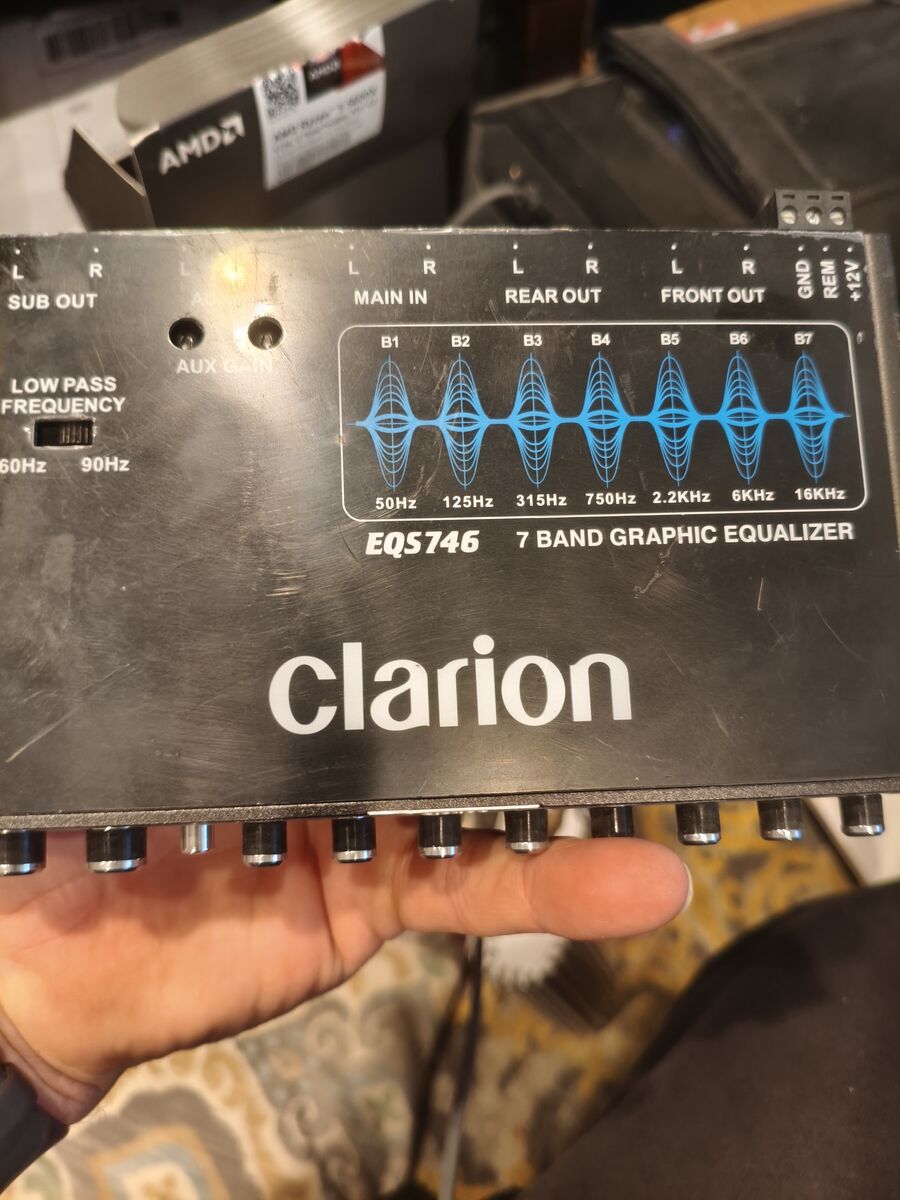 AMD
AMD
L R L L R L R L R GND REM +12V
SUB OUT MAIN IN REAR OUT FRONT OUT
AUX GAIN
B1 B2 B3 B4 B5 B6 B7
LOW PASS
FREQUENCY
60Hz 90Hz
50Hz 125Hz 315Hz 750Hz 2.2KHz 6KHz 16KHz
EQS746 7 BAND GRAPHIC EQUALIZER
clarion